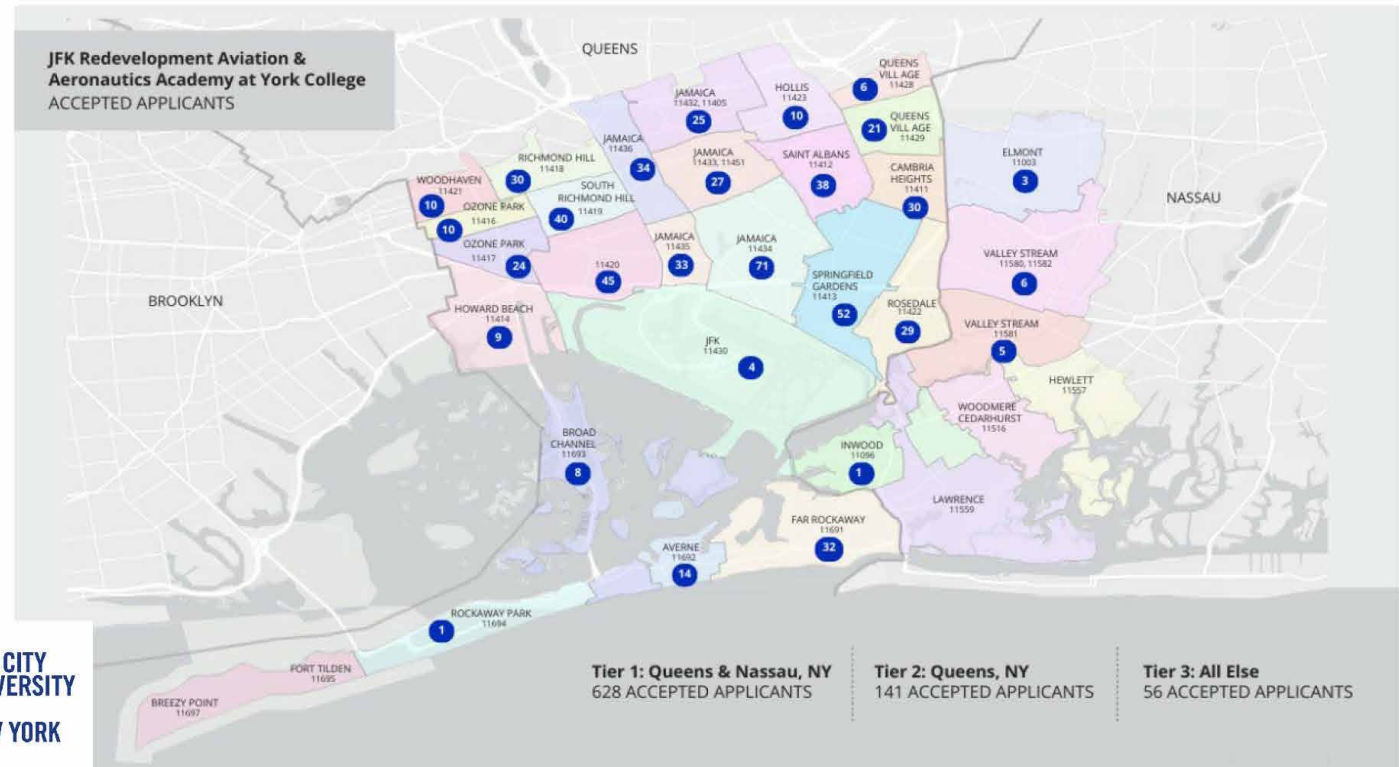 JFK Redevelopment Aviation &
Aeronautics Academy at York College
ACCEPTED APPLICANTS
QUEENS
BROOKLYN
NASSAU
QUEENS
VILL AGE
11428
6
JAMAICA
11432, 11405
25
HOLLIS
11423
10
QUEENS
VILL AGE
11429
21
JAMAICA
11436
34
JAMAICA
11433, 11451
27
SAINT ALBANS
11412
38
CAMBRIA
HEIGHTS
11411
30
ELMONT
11003
3
RICHMOND HILL
11418
30
WOODHAVEN
11421
10
SOUTH
RICHMOND HILL
11419
40
OZONE PARK
11416
10
OZONE PARK
11417
24
11420
45
JAMAICA
11435
33
JAMAICA
11434
71
SPRINGFIELD
GARDENS
11413
52
ROSEDALE
11422
29
VALLEY STREAM
11580, 11582
6
VALLEY STREAM
11581
5
HOWARD BEACH
11414
9
JFK
11430
4
HEWLETT
11557
WOODMERE
CEDARHURST
11516
BROAD
CHANNEL
11693
8
INWOOD
11096
1
LAWRENCE
11559
FAR ROCKAWAY
11691
32
AVERNE
11692
14
ROCKAWAY PARK
11694
1
FORT TILDEN
11695
BREEZY POINT
11697
Tier 1: Queens & Nassau, NY
628 ACCEPTED APPLICANTS
Tier 2: Queens, NY
141 ACCEPTED APPLICANTS
Tier 3: All Else
56 ACCEPTED APPLICANTS
CITY
VERSITY
YORK